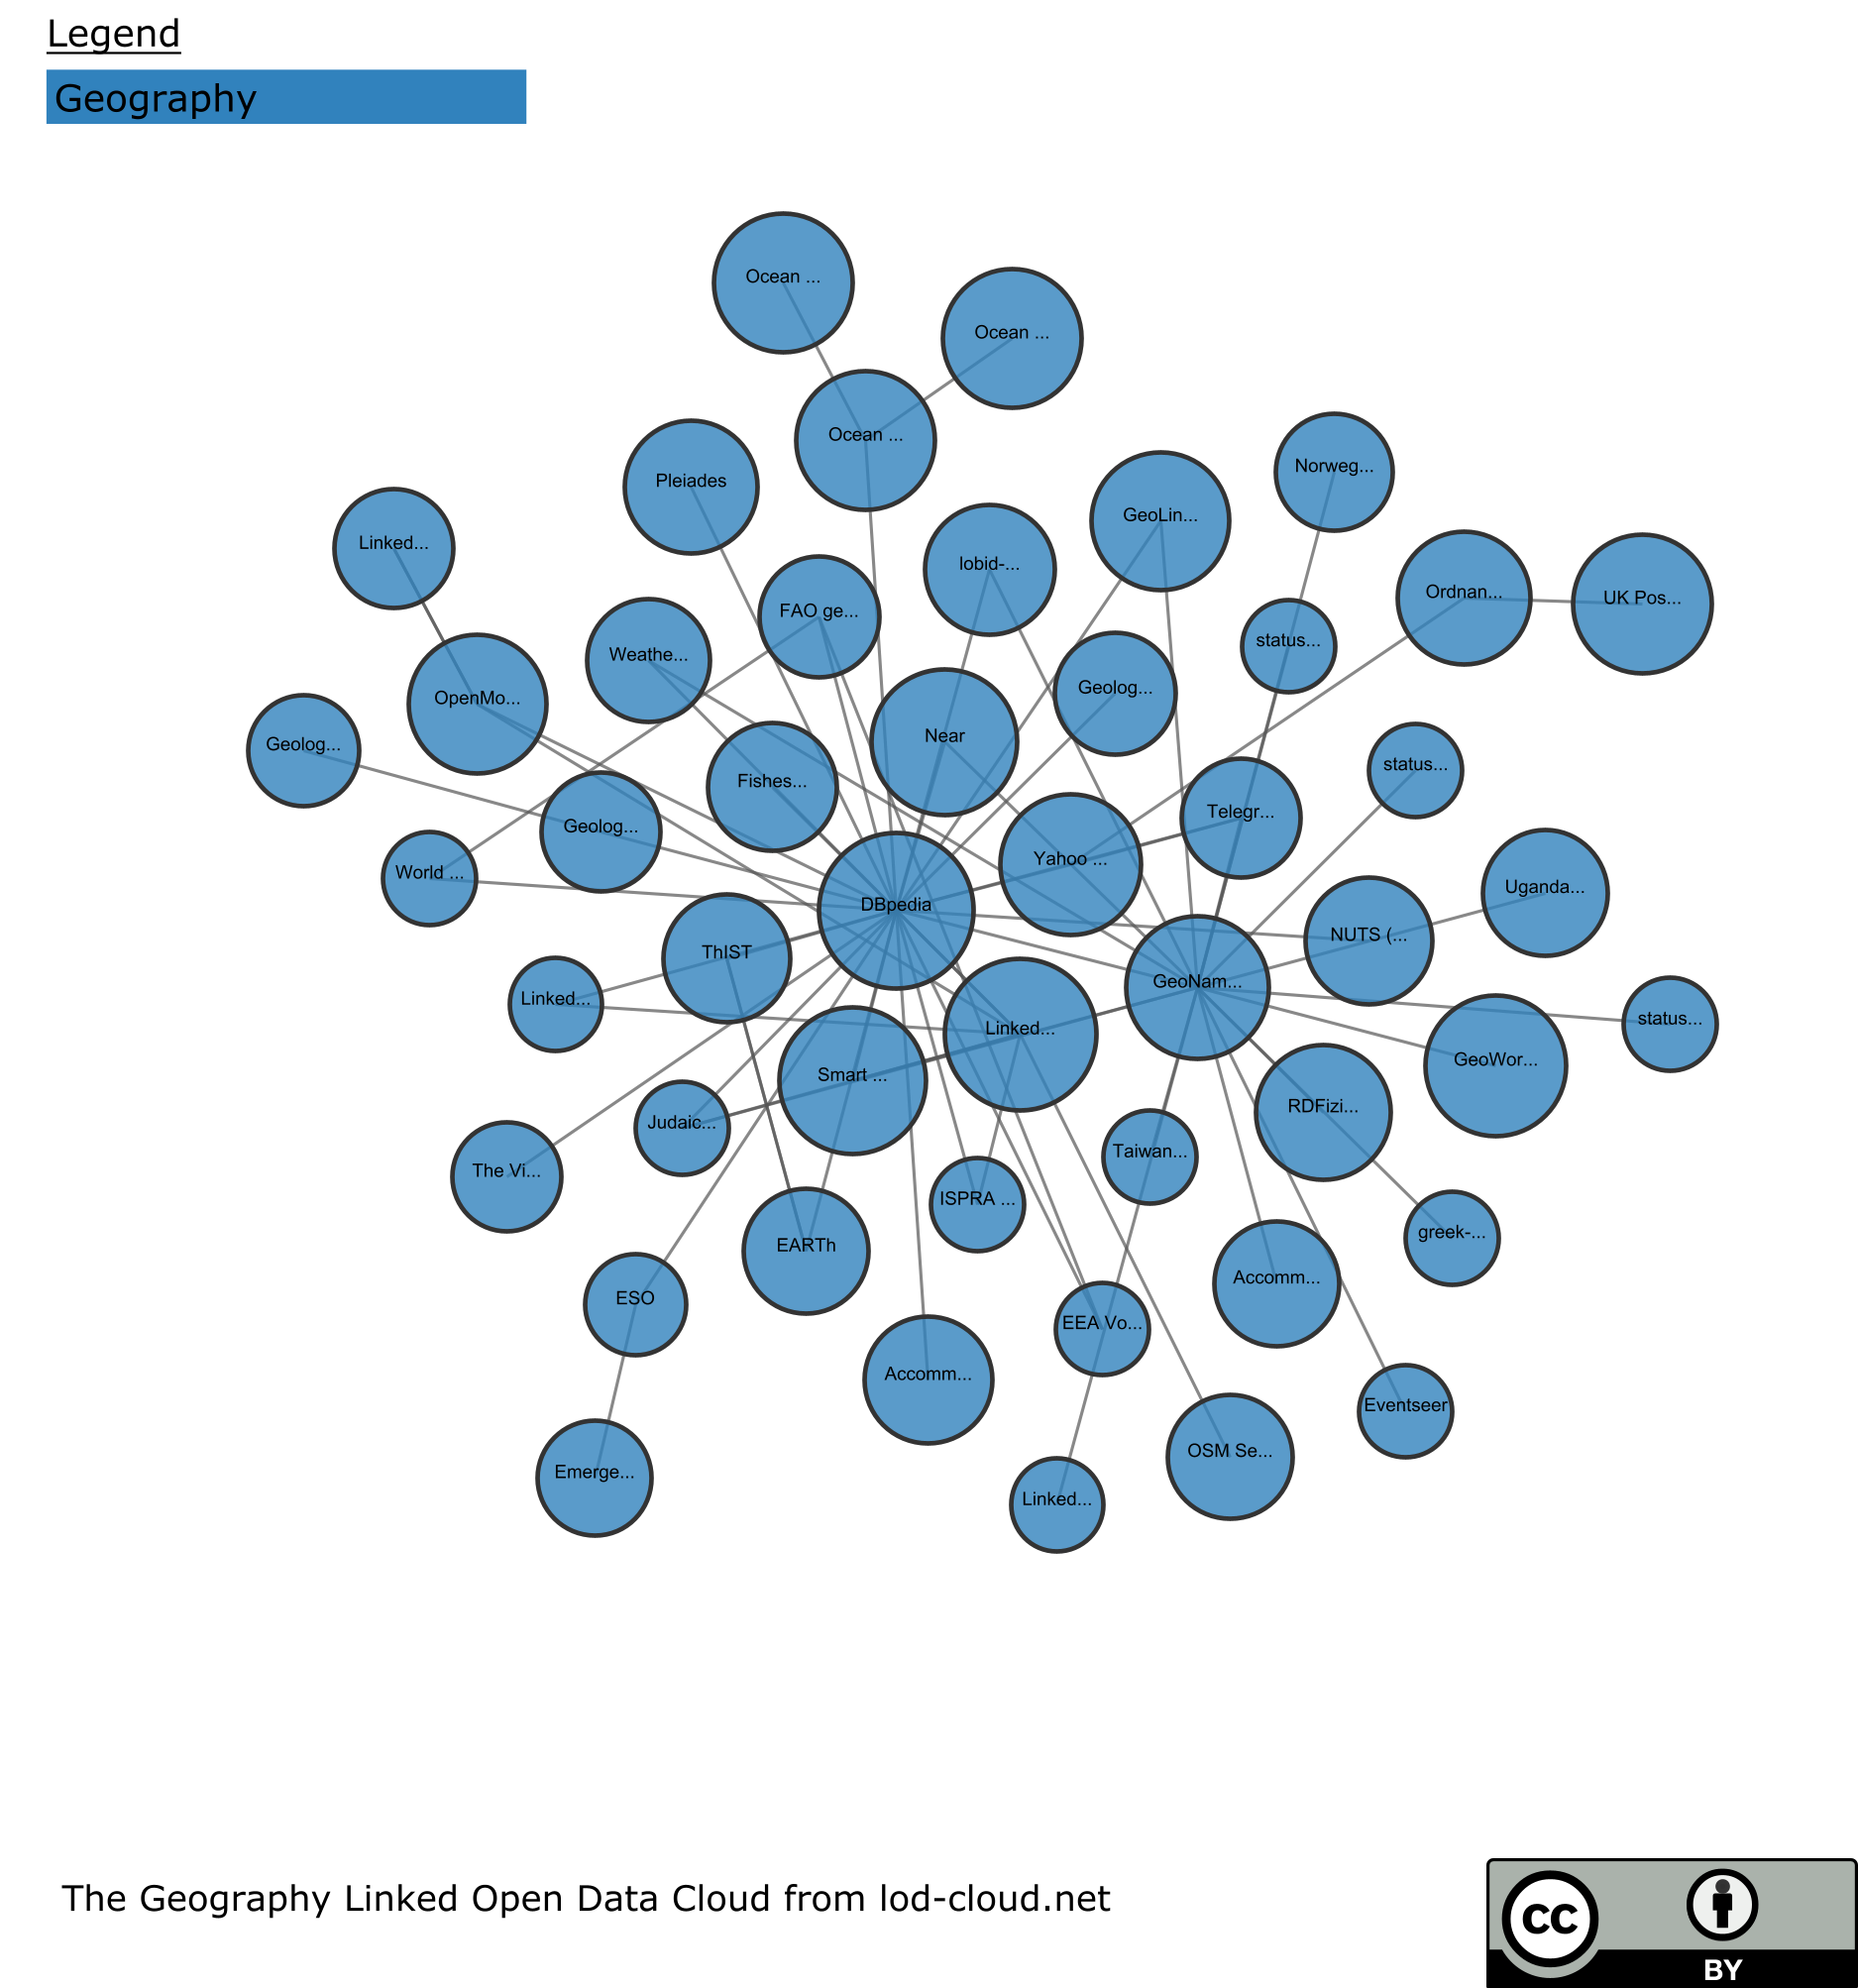 Legend
Geography
Ocean ...
Ocean ...
Ocean ...
Norweg...
Pleiades
GeoLin...
Linked...
lobid-...
Ordnan...
UK Pos...
FAO ge...
status...
Weathe...
Geolog...
OpenMo...
Near
Geolog...
status...
Fishes...
Telegr...
Geolog...
Yahoo ...
World ...
Uganda...
DBpedia
NUTS (...
ThIST
GeoNam...
Linked...
status...
Linked...
GeoWor...
Smart ...
RDFizi...
Judaic...
Taiwan...
The Vi...
ISPRA ...
greek-...
EARTh
Accomm...
ESO
EEA Vo...
Accomm...
Eventseer
OSM Se...
Emerge...
Linked...
The Geography Linked Open Data Cloud from lod-cloud.net
cc
BY